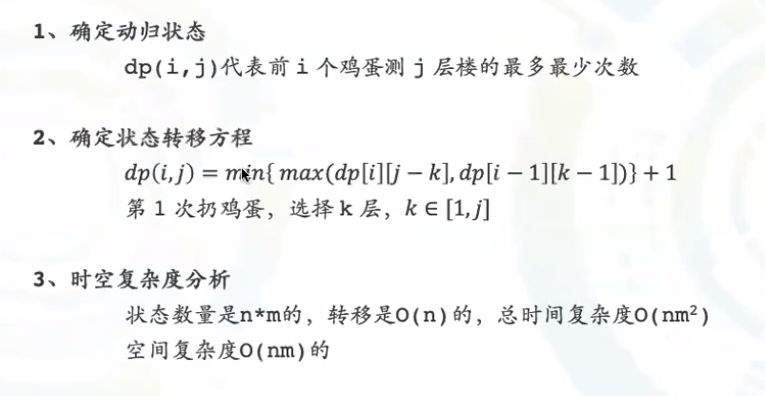 1、确定动归状态
dp(i,j)代表前 i 个鸡蛋测 j 层楼的最多最少次数
2、确定状态转移方程
dp(i,j) = min{ max(dp[i][j − k], dp[i − 1][k − 1])} + 1
第 1 次扔鸡蛋，选择 k 层，k ∈ [1,j]
3、时空复杂度分析
状态数量是n*m的，转移是O(n)的，总时间复杂度O(nm²)
空间复杂度O(nm)的